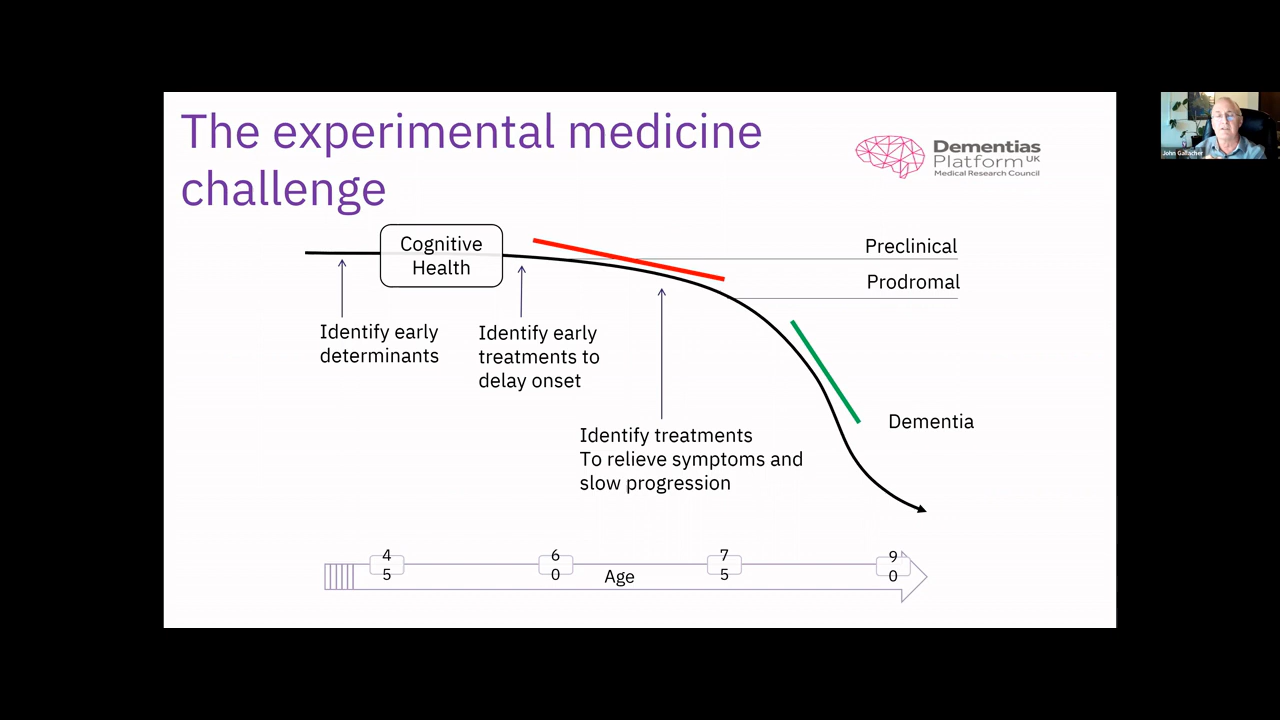 The experimental medicine
challenge
Dementias
Platform UK
Medical Research Council
John Gallacher
Cognitive
Health
Preclinical
Prodromal
Identify early
determinants
Identify early
treatments to
delay onset
Identify treatments
To relieve symptoms and
slow progression
Dementia
4
5
6
0
Age
7
5
9
0